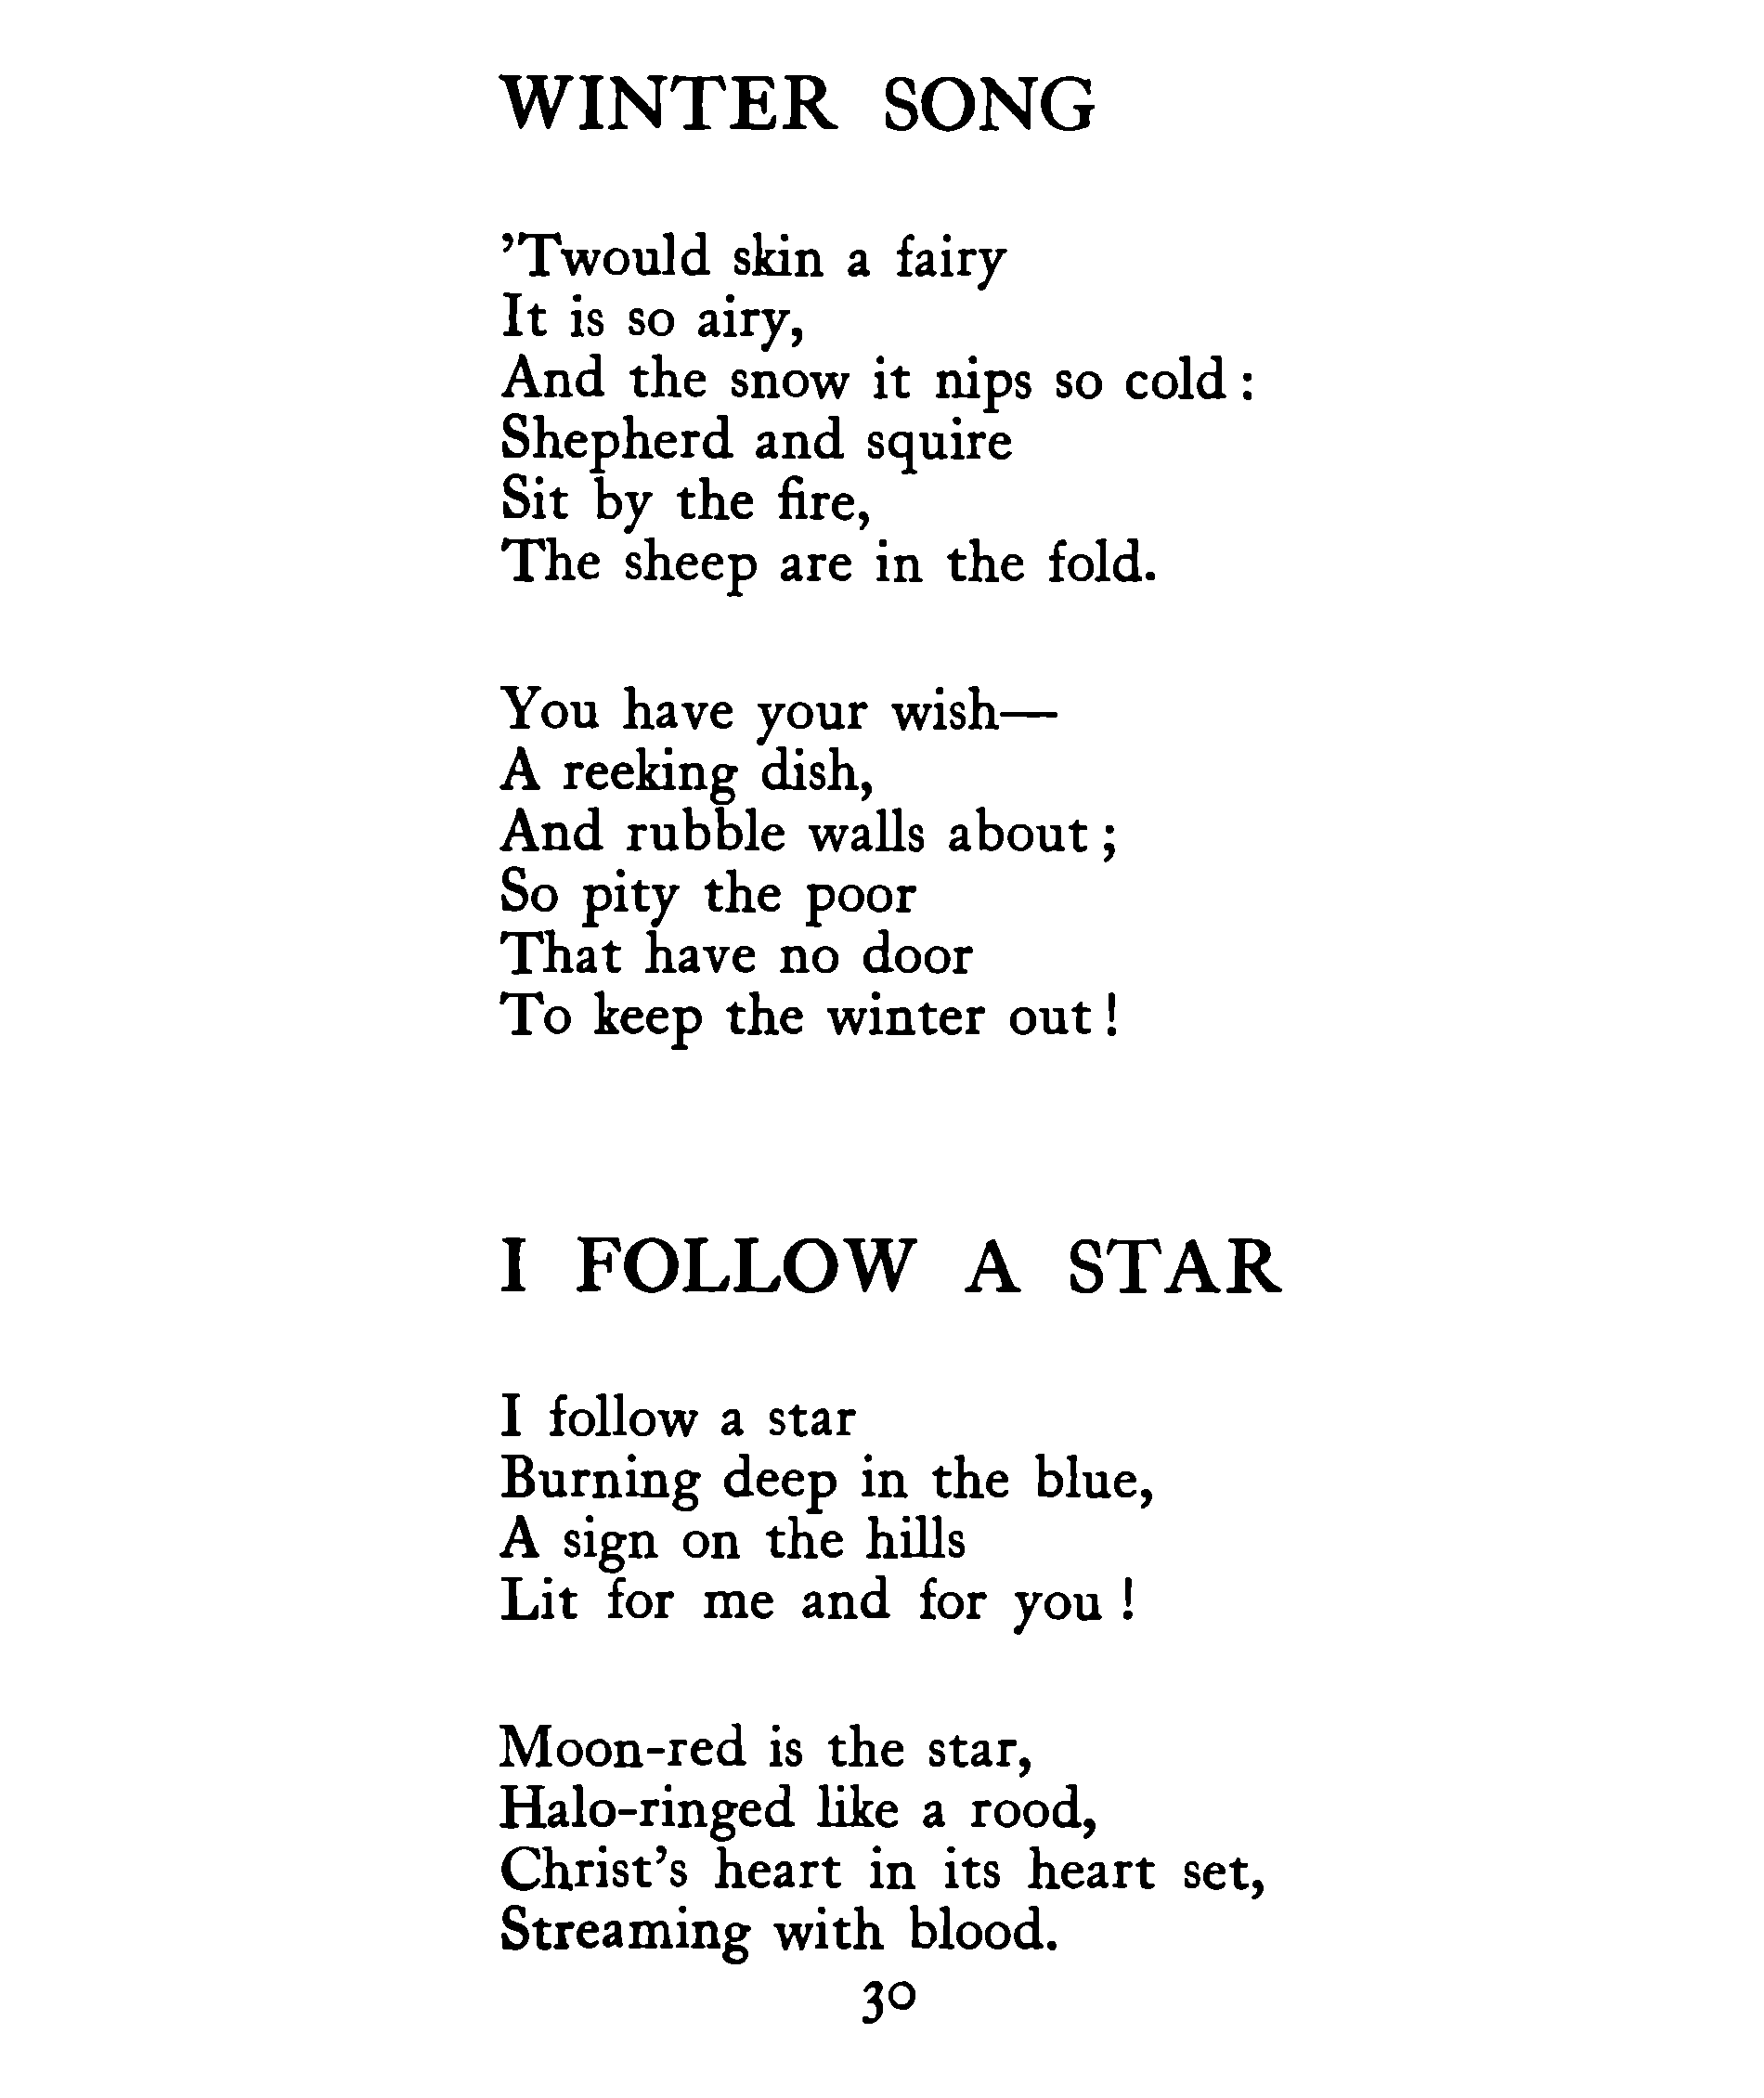 WINTER SONG
’Twould skin a fairy
It is so airy,
And the snow it nips so cold :
Shepherd and squire
Sit by the fire,
The sheep are in the fold.
You have your wish—
A reeking dish,
And rubble walls about ;
So pity the poor
That have no door
To keep the winter out !
I FOLLOW A STAR
I follow a star
Burning deep in the blue,
A sign on the hills
Lit for me and for you !
Moon-red is the star,
Halo-ringed like a rood,
Christ’s heart in its heart set,
Streaming with blood.
30